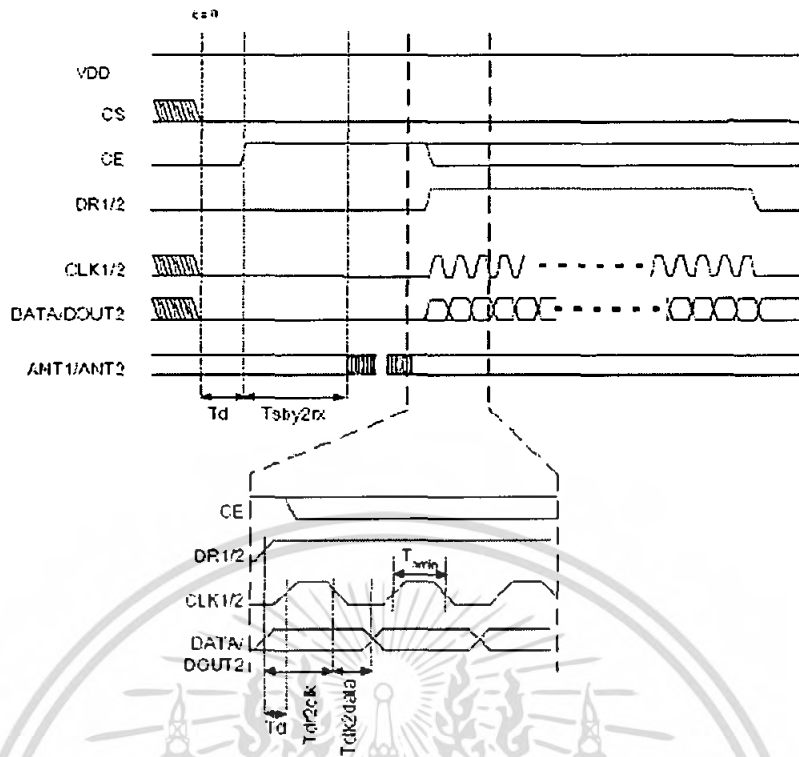 VDD
CS
CE
DR1/2
CLK1/2
DATA/DOUT2
ANT1/ANT2
Td
Tsby2rx
CE
DR1/2
CLK1/2
DATA/
DOUT2
Td
Tdr2clk
Tclk2data